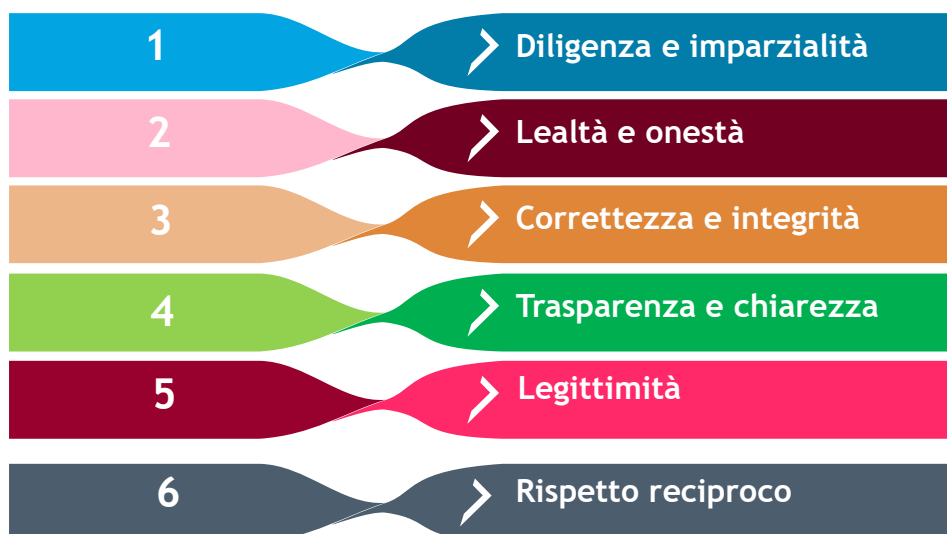 1 Diligenza e imparzialità
2 Lealtà e onestà
3 Correttezza e integrità
4 Trasparenza e chiarezza
5 Legittimità
6 Rispetto reciproco